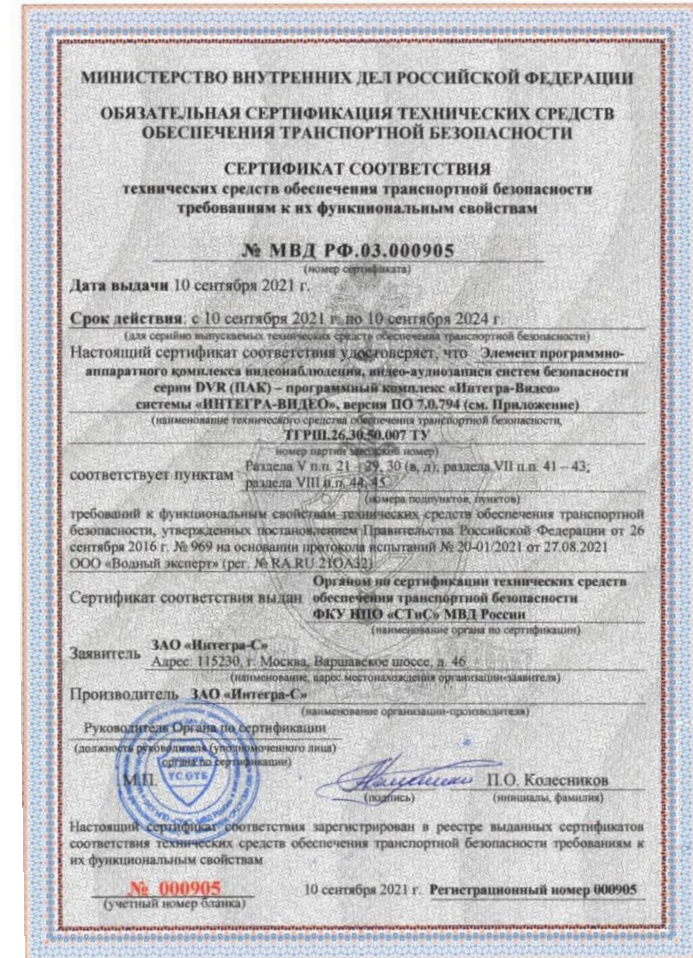 МИНИСТЕРСТВО ВНУТРЕННИХ ДЕЛ РОССИЙСКОЙ ФЕДЕРАЦИИ
ОБЯЗАТЕЛЬНАЯ СЕРТИФИКАЦИЯ ТЕХНИЧЕСКИХ СРЕДСТВ
ОБЕСПЕЧЕНИЯ ТРАНСПОРТНОЙ БЕЗОПАСНОСТИ
СЕРТИФИКАТ СООТВЕТСТВИЯ
технических средств обеспечения транспортной безопасности
требованиям к их функциональным свойствам
№ МВД РФ.03.000905
(номер сертификата)
Дата выдачи 10 сентября 2021 г.
Срок действия: с 10 сентября 2021 г. по 10 сентября 2024 г.
(для серийно выпускаемых технических средств обеспечения транспортной безопасности)
Настоящий сертификат соответствия удостоверяет, что Элемент программно-
аппаратного комплекса видеонаблюдения, видео-аудиозаписи систем безопасности
серии DVR (ПАК) – программный комплекс «Интегра-Видео»
системы «ИНТЕГРА-ВИДЕО», версия ПО 7.0.794 (см. Приложение)
(наименование технического средства обеспечения транспортной безопасности,
ТГРШ.26.30.50.007 ТУ
номер партии заводской номер)
соответствует пунктам Раздела V п.п. 21 - 29, 30 (в, д); раздела VII п.п. 41 – 43;
раздела VIII п.п. 44, 45
(номера подпунктов, пунктов)
требований к функциональным свойствам технических средств обеспечения транспортной
безопасности, утвержденных постановлением Правительства Российской Федерации от 26
сентября 2016 г. № 969 на основании протокола испытаний № 20-01/2021 от 27.08.2021
ООО «Водный эксперт» (рег. № RA.RU.21ОА32)
Сертификат соответствия выдан Органом по сертификации технических средств
обеспечения транспортной безопасности
ФКУ НПО «СТиС» МВД России
(наименование органа по сертификации)
Заявитель ЗАО «Интегра-С»
Адрес: 115230, г. Москва, Варшавское шоссе, д. 46
(наименование, адрес местонахождения организации-заявителя)
Производитель ЗАО «Интегра-С»
(наименование организации-производителя)
Руководитель Органа по сертификации
(должность руководителя (уполномоченного лица)
органа по сертификации)
ТС ОТБ
М.П.
П.О. Колесников
(подпись) (инициалы, фамилия)
Настоящий сертификат соответствия зарегистрирован в реестре выданных сертификатов
соответствия технических средств обеспечения транспортной безопасности требованиям к
их функциональным свойствам
№ 000905 10 сентября 2021 г. Регистрационный номер 000905
(учетный номер бланка)